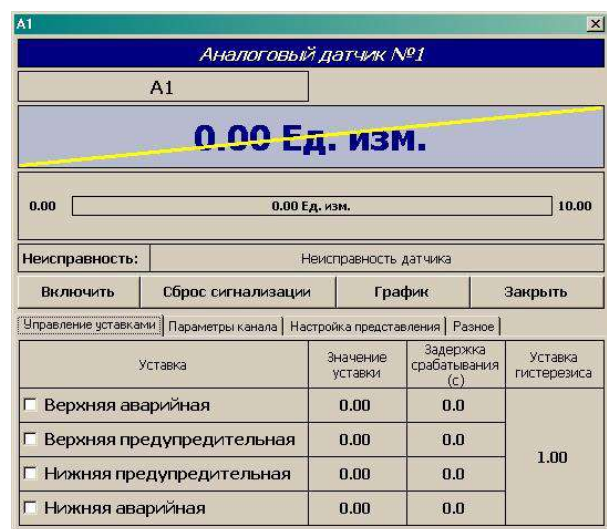 A1
Аналоговый датчик №1
A1
0.00 Ед. изм.
0.00 0.00 Ед. изм. 10.00
Неисправность: Неисправность датчика
Включить Сброс сигнализации График Закрыть
Управление уставками Параметры канала Настройка представления Разное
Уставка Значение уставки Задержка срабатывания (с) Уставка гистерезиса
Верхняя аварийная 0.00 0.0
Верхняя предупредительная 0.00 0.0
1.00
Нижняя предупредительная 0.00 0.0
Нижняя аварийная 0.00 0.0